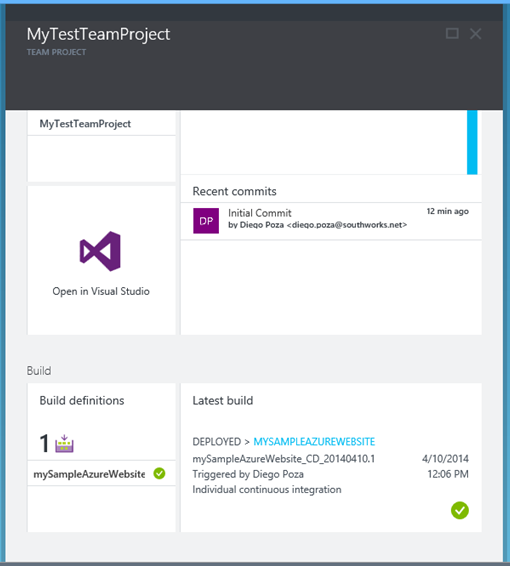 MyTestTeamProject
TEAM PROJECT
MyTestTeamProject
Recent commits
DP
Initial Commit
12 min ago
by Diego Poza <diego.poza@southworks.net>
Open in Visual Studio
Build
Build definitions
1
mySampleAzureWebsite
Latest build
DEPLOYED > MYSAMPLEAZUREWEBSITE
mySampleAzureWebsite_CD_20140410.1 4/10/2014
Triggered by Diego Poza 12:06 PM
Individual continuous integration